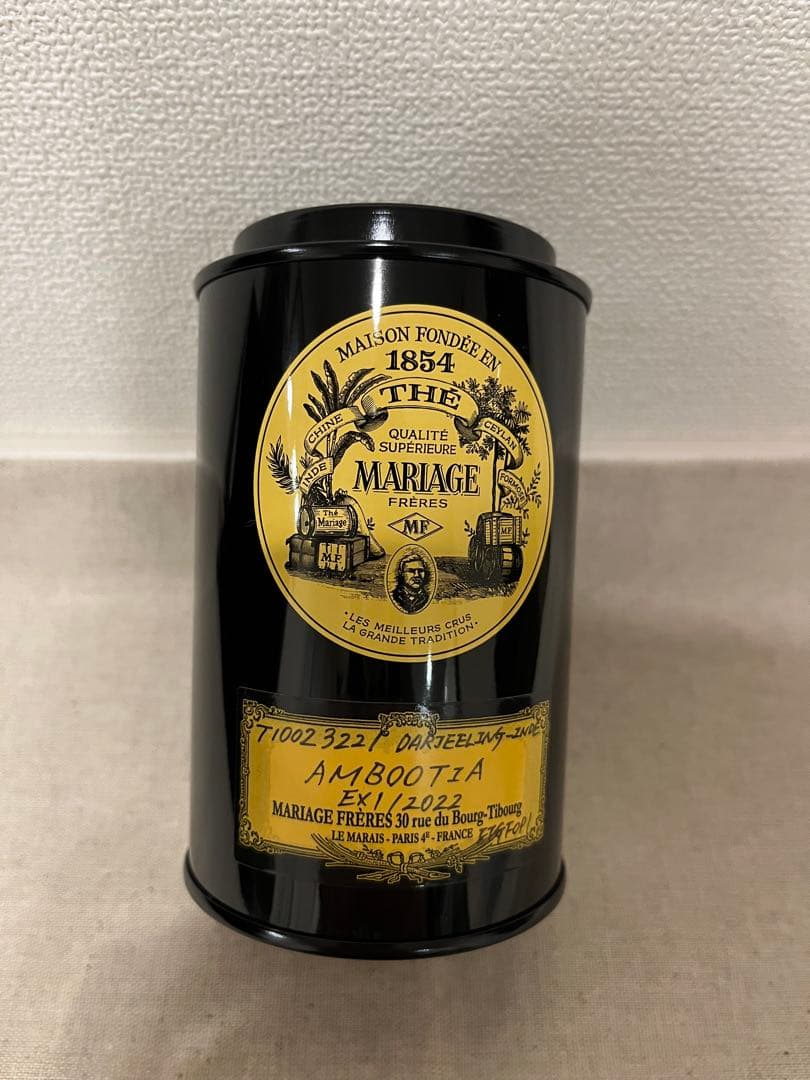 MAISON FONDÉE EN
1854
THÉ
CHINE
CEYLAN
INDE
FORMOSE
QUALITÉ
SUPÉRIEURE
MARIAGE
FRÈRES
MF
Thé
Mariage
M.F.
M.F.
•LES MEILLEURS CRUS
LA GRANDE TRADITION•
T1002322/ DARJEELING-INDE
AMBOOTIA
EX1/2022
MARIAGE FRÈRES 30 rue du Bourg-Tibourg
LE MARAIS - PARIS 4E - FRANCE